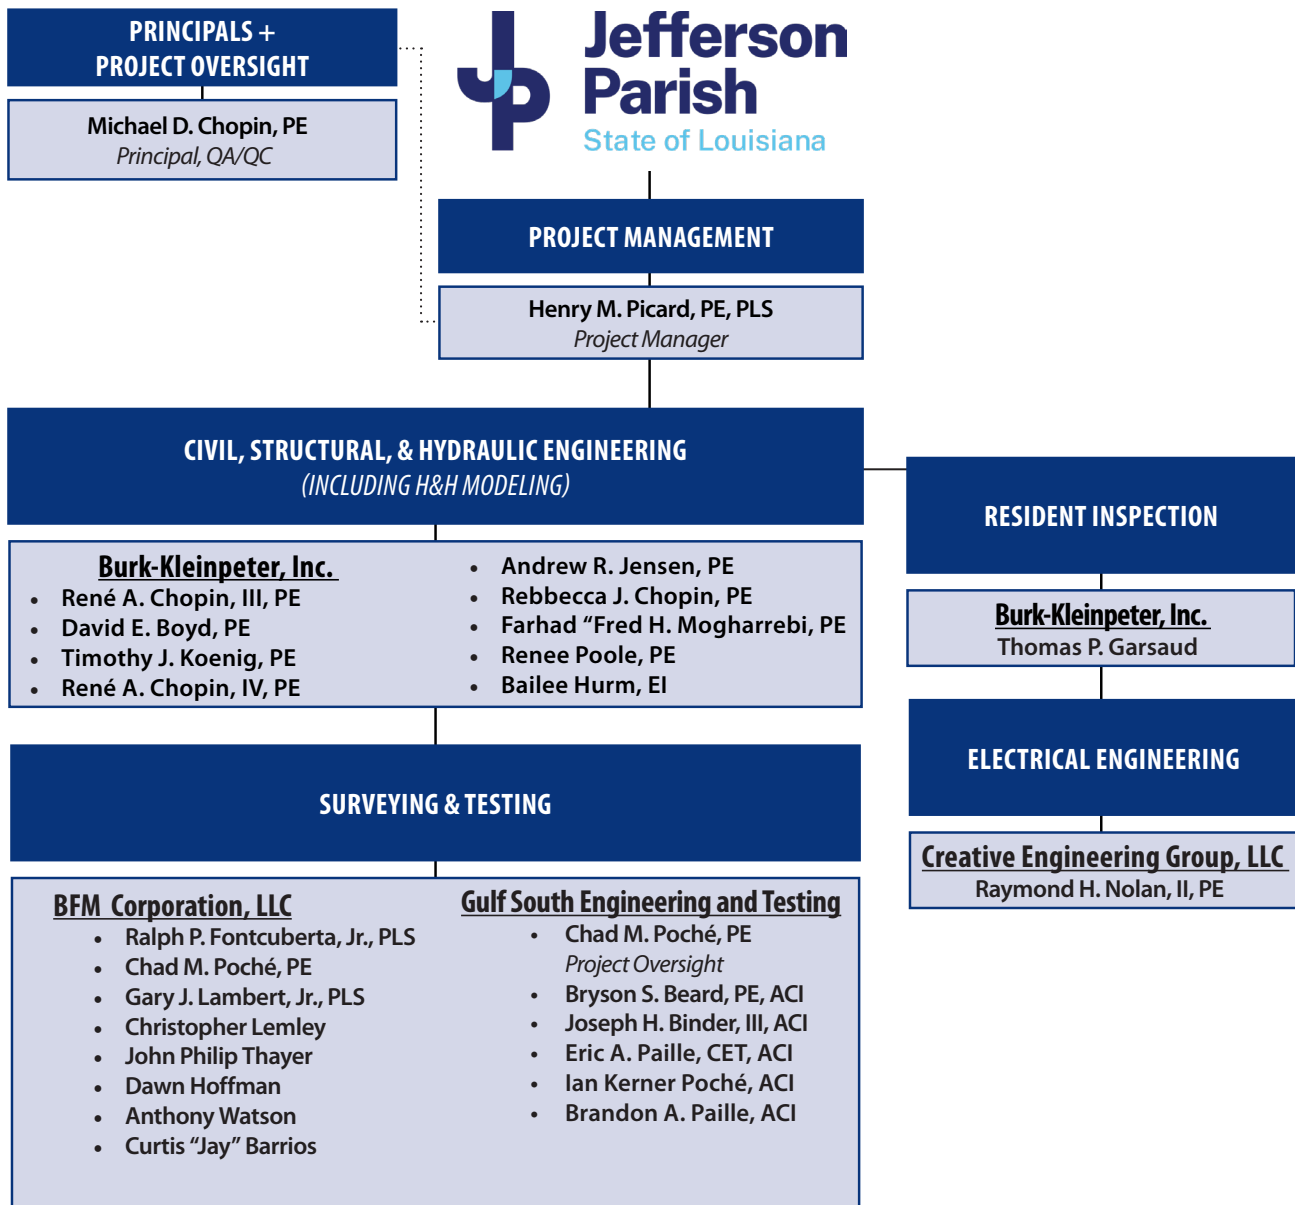 PRINCIPALS +
PROJECT OVERSIGHT
Michael D. Chopin, PE
Principal, QA/QC
JP
Jefferson
Parish
State of Louisiana
PROJECT MANAGEMENT
Henry M. Picard, PE, PLS
Project Manager
CIVIL, STRUCTURAL, & HYDRAULIC ENGINEERING
(INCLUDING H&H MODELING)
Burk-Kleinpeter, Inc.
• René A. Chopin, III, PE
• David E. Boyd, PE
• Timothy J. Koenig, PE
• René A. Chopin, IV, PE
• Andrew R. Jensen, PE
• Rebbecca J. Chopin, PE
• Farhad “Fred H. Mogharrebi, PE
• Renee Poole, PE
• Bailee Hurm, EI
RESIDENT INSPECTION
Burk-Kleinpeter, Inc.
Thomas P. Garsaud
ELECTRICAL ENGINEERING
Creative Engineering Group, LLC
Raymond H. Nolan, II, PE
SURVEYING & TESTING
BFM Corporation, LLC
• Ralph P. Fontcuberta, Jr., PLS
• Chad M. Poché, PE
• Gary J. Lambert, Jr., PLS
• Christopher Lemley
• John Philip Thayer
• Dawn Hoffman
• Anthony Watson
• Curtis “Jay” Barrios
Gulf South Engineering and Testing
• Chad M. Poché, PE
Project Oversight
• Bryson S. Beard, PE, ACI
• Joseph H. Binder, III, ACI
• Eric A. Paille, CET, ACI
• Ian Kerner Poché, ACI
• Brandon A. Paille, ACI